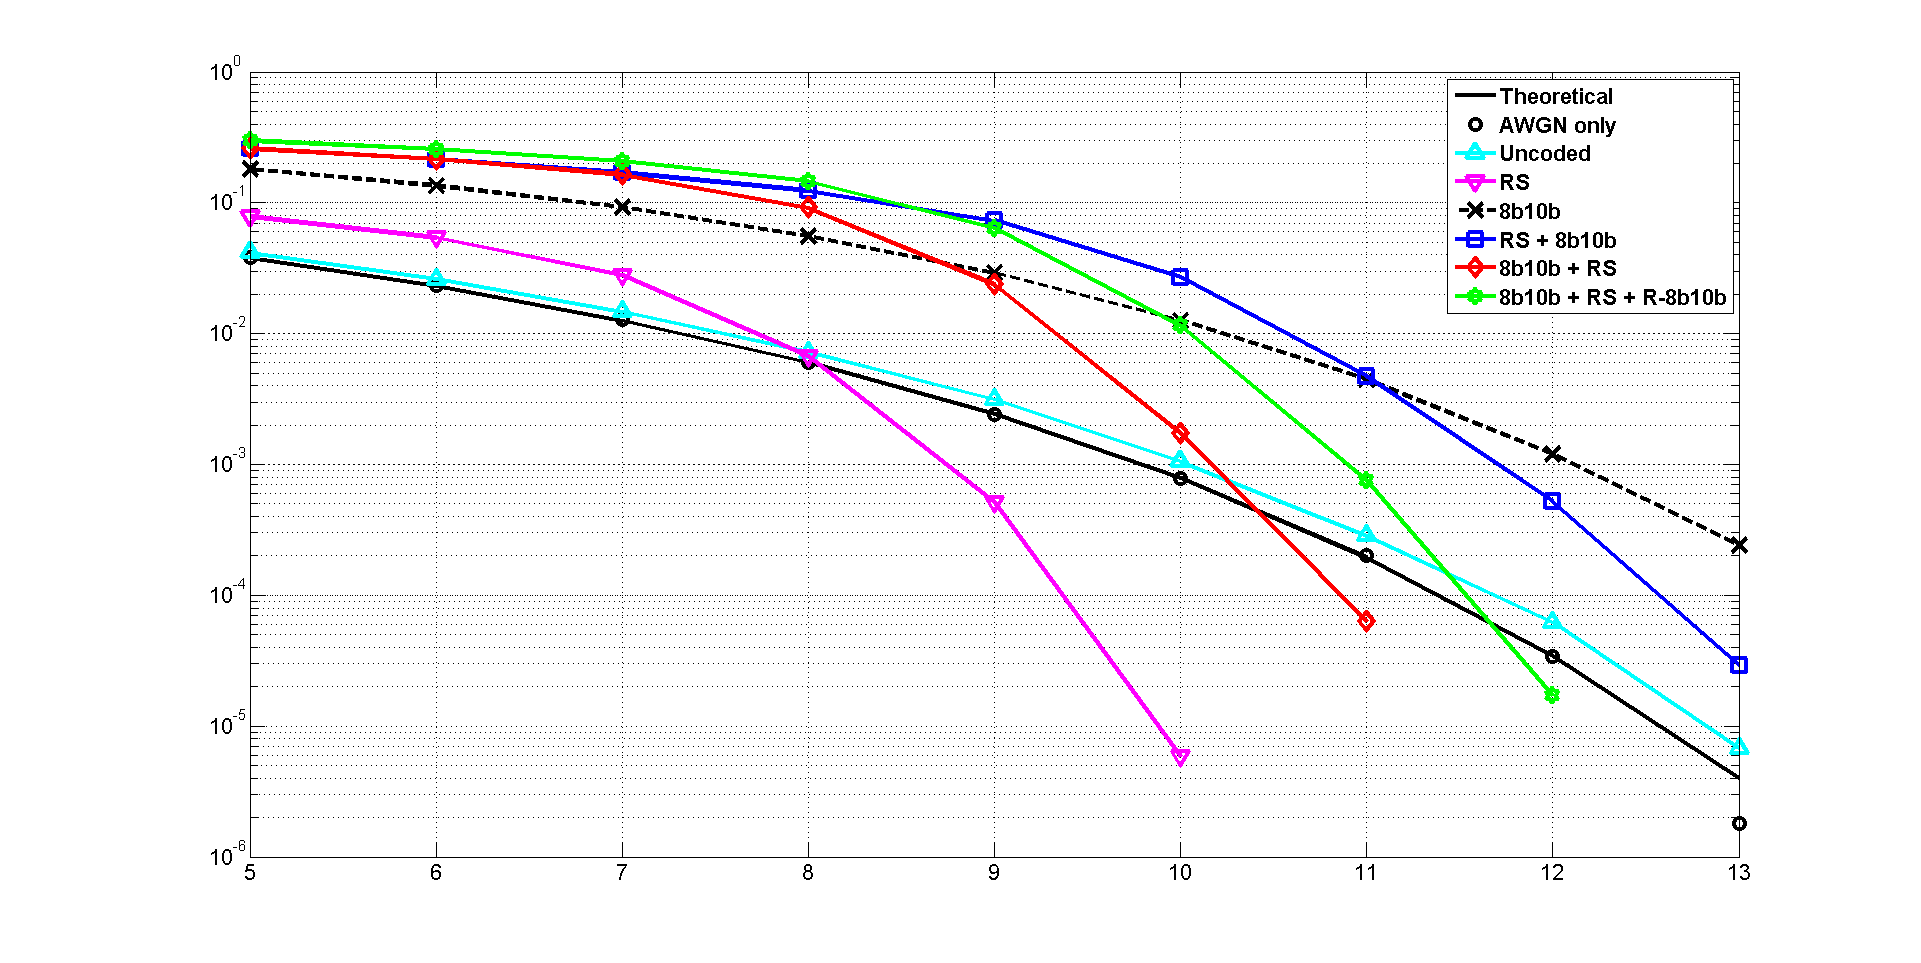 10^0
10^-1
10^-2
10^-3
10^-4
10^-5
10^-6
5 6 7 8 9 10 11 12 13
Theoretical
AWGN only
Uncoded
RS
8b10b
RS + 8b10b
8b10b + RS
8b10b + RS + R-8b10b